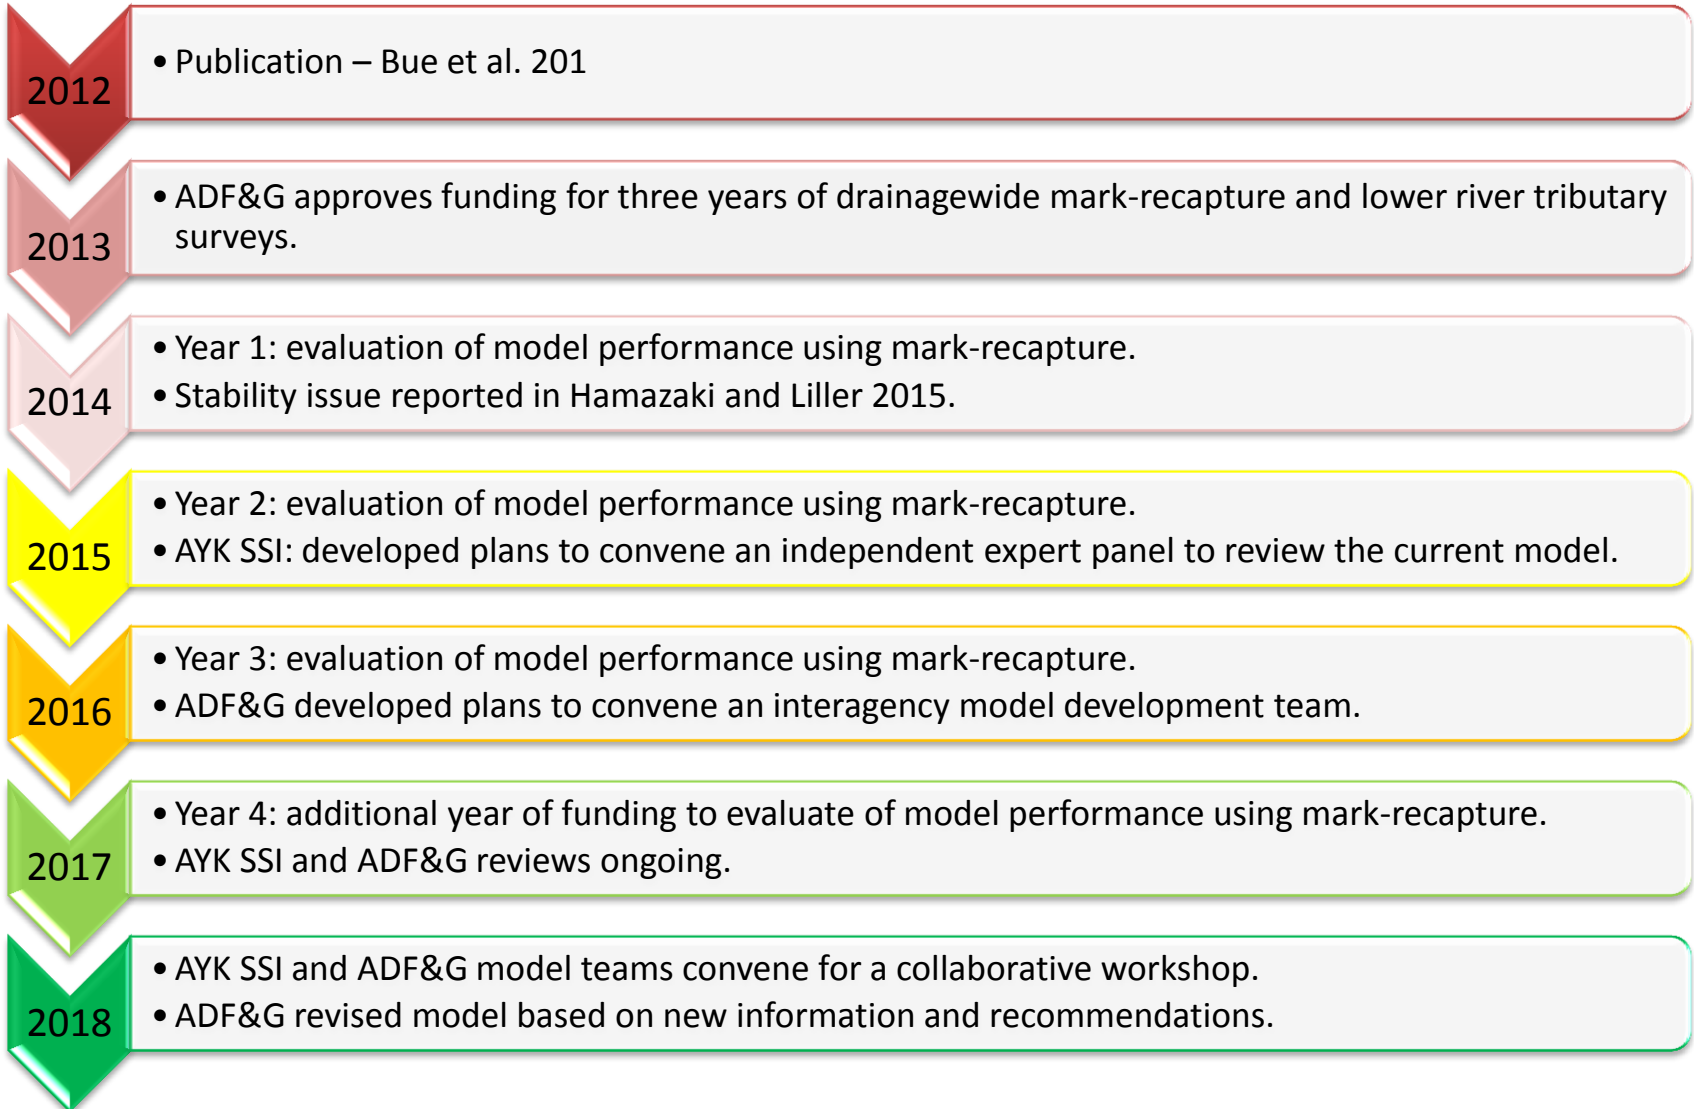 2012
• Publication – Bue et al. 201
2013
• ADF&G approves funding for three years of drainagewide mark-recapture and lower river tributary
surveys.
2014
• Year 1: evaluation of model performance using mark-recapture.
• Stability issue reported in Hamazaki and Liller 2015.
2015
• Year 2: evaluation of model performance using mark-recapture.
• AYK SSI: developed plans to convene an independent expert panel to review the current model.
2016
• Year 3: evaluation of model performance using mark-recapture.
• ADF&G developed plans to convene an interagency model development team.
2017
• Year 4: additional year of funding to evaluate of model performance using mark-recapture.
• AYK SSI and ADF&G reviews ongoing.
2018
• AYK SSI and ADF&G model teams convene for a collaborative workshop.
• ADF&G revised model based on new information and recommendations.